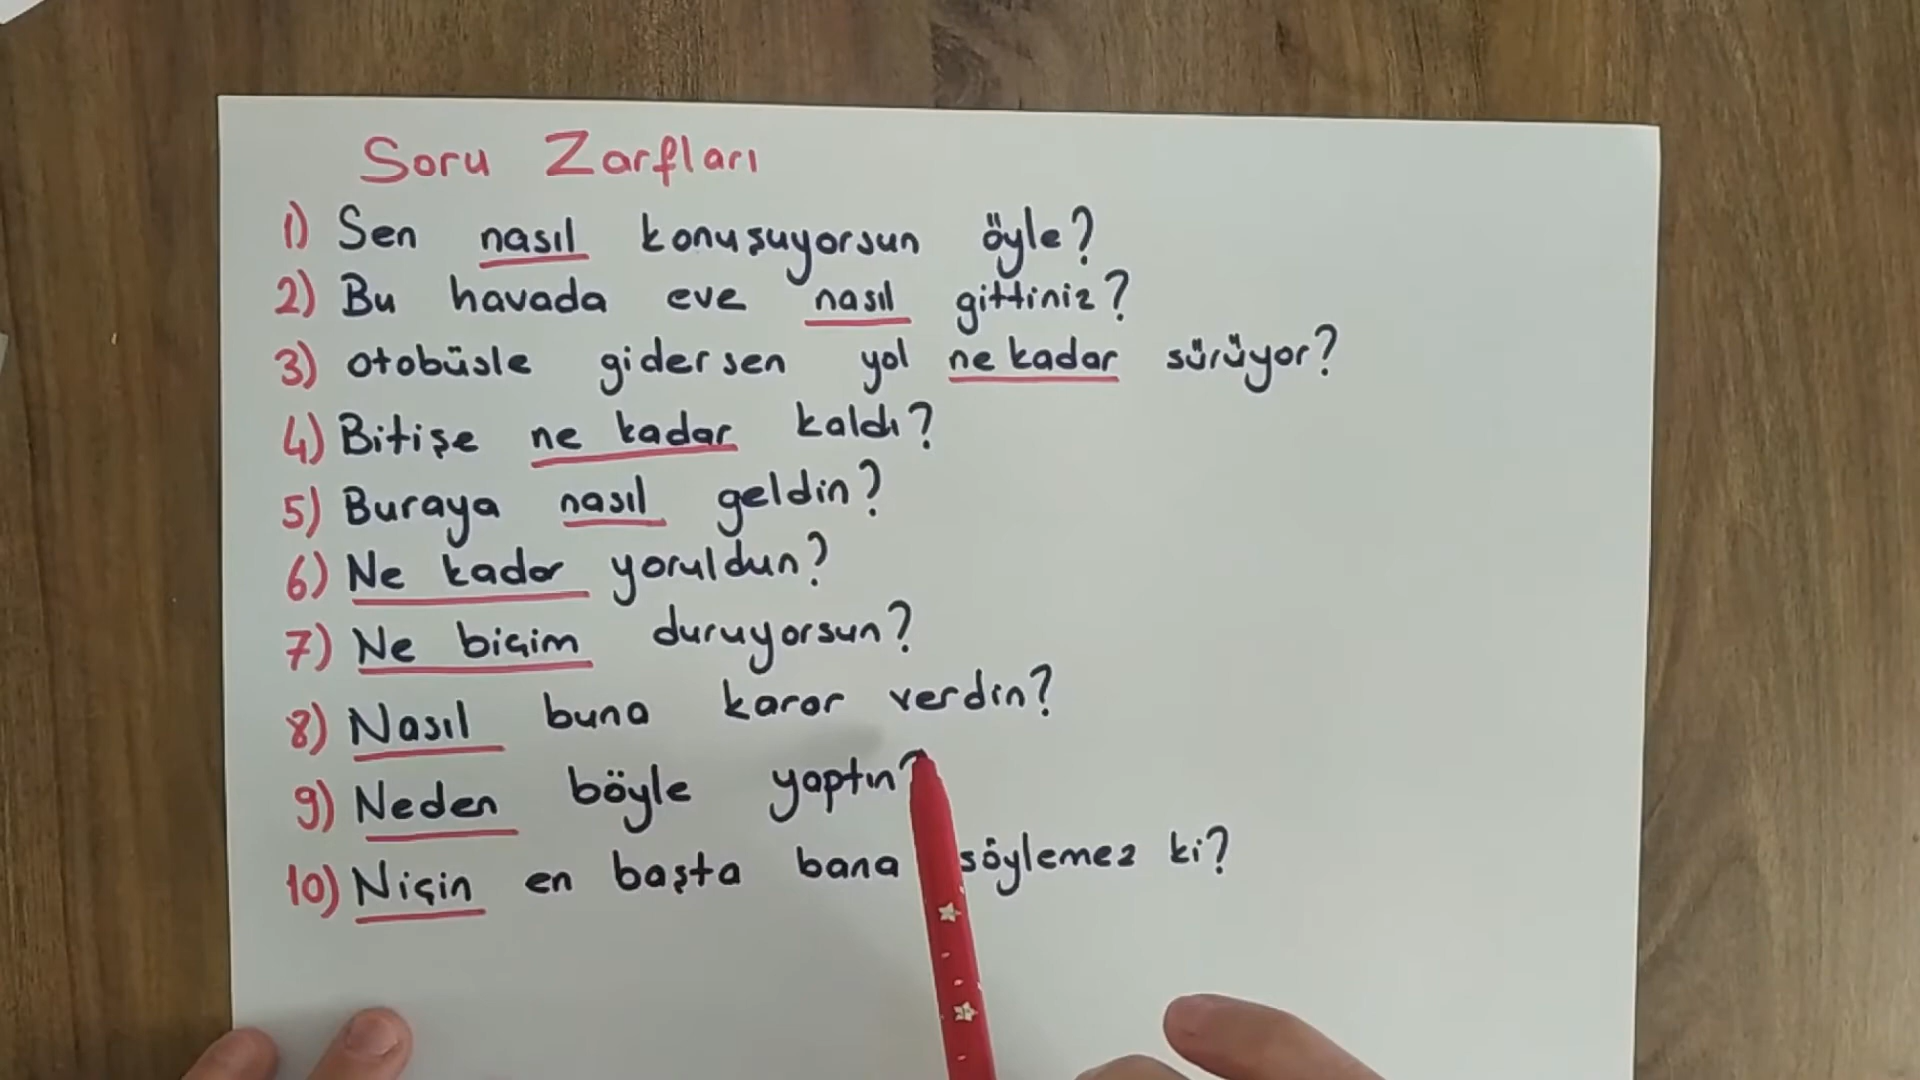 Soru Zarfları
1) Sen nasıl konuşuyorsun öyle?
2) Bu havada eve nasıl gittiniz?
3) otobüsle gidersen yol ne kadar sürüyor?
4) Bitişe ne kadar kaldı?
5) Buraya nasıl geldin?
6) Ne kadar yoruldun?
7) Ne biçim duruyorsun?
8) Nasıl buna karar verdin?
9) Neden böyle yaptın?
10) Niçin en başta bana söylemez ki?